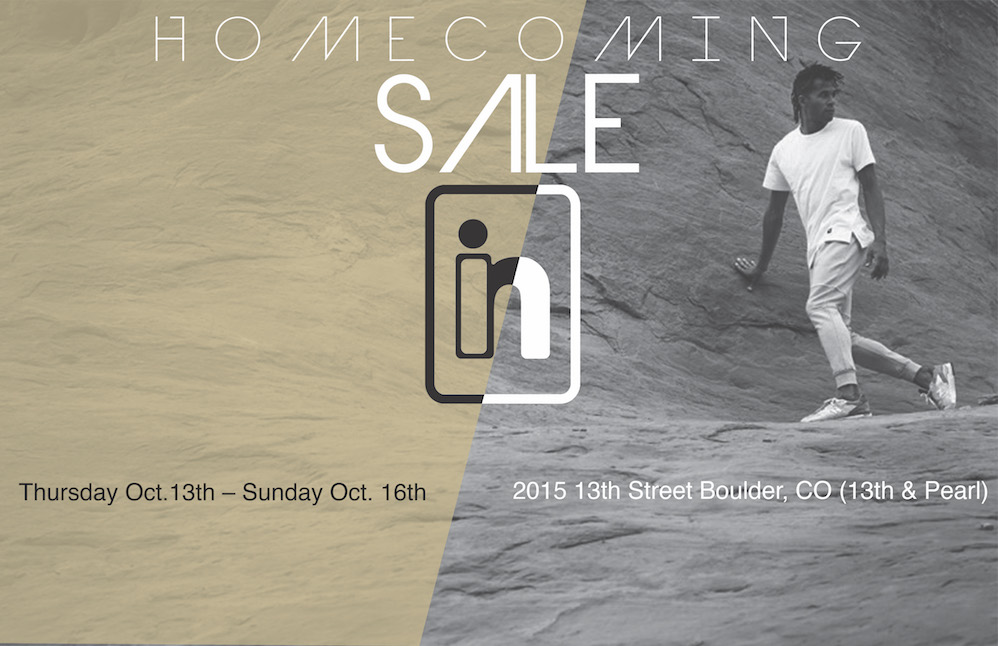 HOMECOMING
SALE
in
Thursday Oct.13th – Sunday Oct. 16th
2015 13th Street Boulder, CO (13th & Pearl)